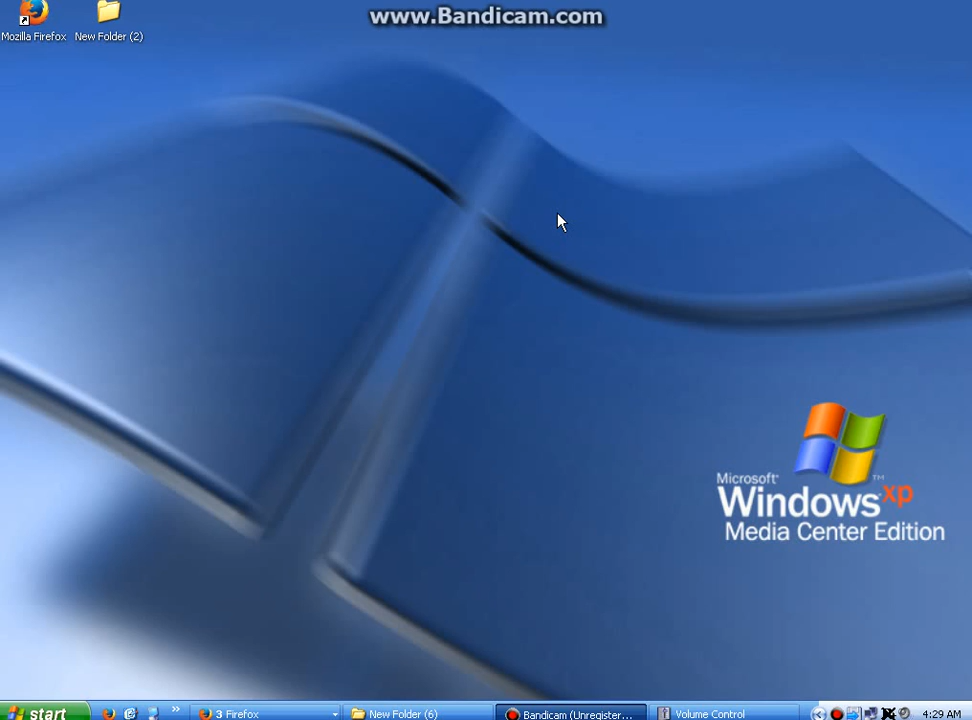 www.Bandicam.com
Mozilla Firefox
New Folder (2)
Microsoft
Windows xp
TM
Media Center Edition
start
3 Firefox
New Folder (6)
Bandicam (Unregister...
Volume Control
4:29 AM